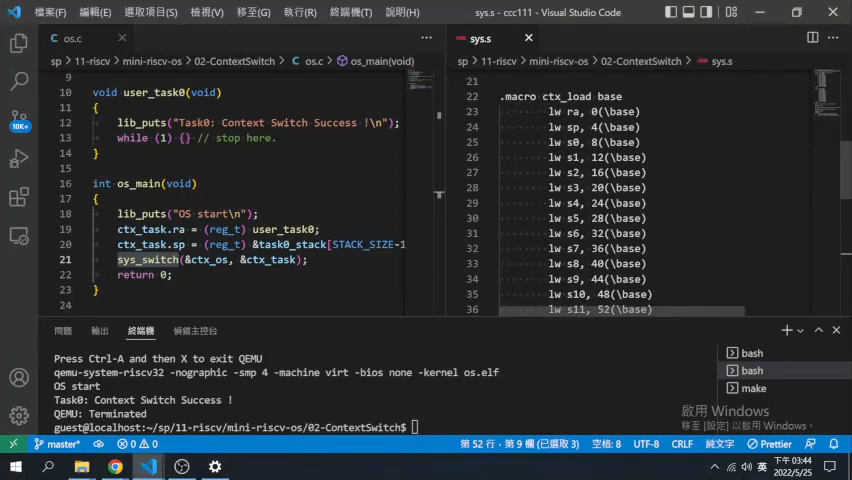 檔案(F) 編輯(E) 選取項目(S) 檢視(V) 移至(G) 執行(R) 終端機(T) 說明(H) sys.s - ccc111 - Visual Studio Code
os.c
sys.s
sp > 11-riscv > mini-riscv-os > 02-ContextSwitch > C os.c > os_main(void)
sp > 11-riscv > mini-riscv-os > 02-ContextSwitch > sys.s
9
10 void user_task0(void)
11 {
12 lib_puts("Task0: Context Switch Success !\n");
13 while (1) {} // stop here.
14 }
15
16 int os_main(void)
17 {
18 lib_puts("OS start\n");
19 ctx_task.ra = (reg_t) user_task0;
20 ctx_task.sp = (reg_t) &task0_stack[STACK_SIZE-1
21 sys_switch(&ctx_os, &ctx_task);
22 return 0;
23 }
24
21
22 .macro ctx_load base
23 lw ra, 0(\base)
24 lw sp, 4(\base)
25 lw s0, 8(\base)
26 lw s1, 12(\base)
27 lw s2, 16(\base)
28 lw s3, 20(\base)
29 lw s4, 24(\base)
30 lw s5, 28(\base)
31 lw s6, 32(\base)
32 lw s7, 36(\base)
33 lw s8, 40(\base)
34 lw s9, 44(\base)
35 lw s10, 48(\base)
36 lw s11, 52(\base)
10K+
問題 輸出 終端機 偵錯主控台
Press Ctrl-A and then X to exit QEMU
qemu-system-riscv32 -nographic -smp 4 -machine virt -bios none -kernel os.elf
OS start
Task0: Context Switch Success !
QEMU: Terminated
guest@localhost:~/sp/11-riscv/mini-riscv-os/02-ContextSwitch$
bash
bash
make
啟用 Windows
移至 [設定] 以啟用 Windows。
master* 0 0 第 52 行，第 9 欄 (已選取 3) 空格: 8 UTF-8 CRLF 純文字 Prettier
英 下午 03:44
2022/5/25